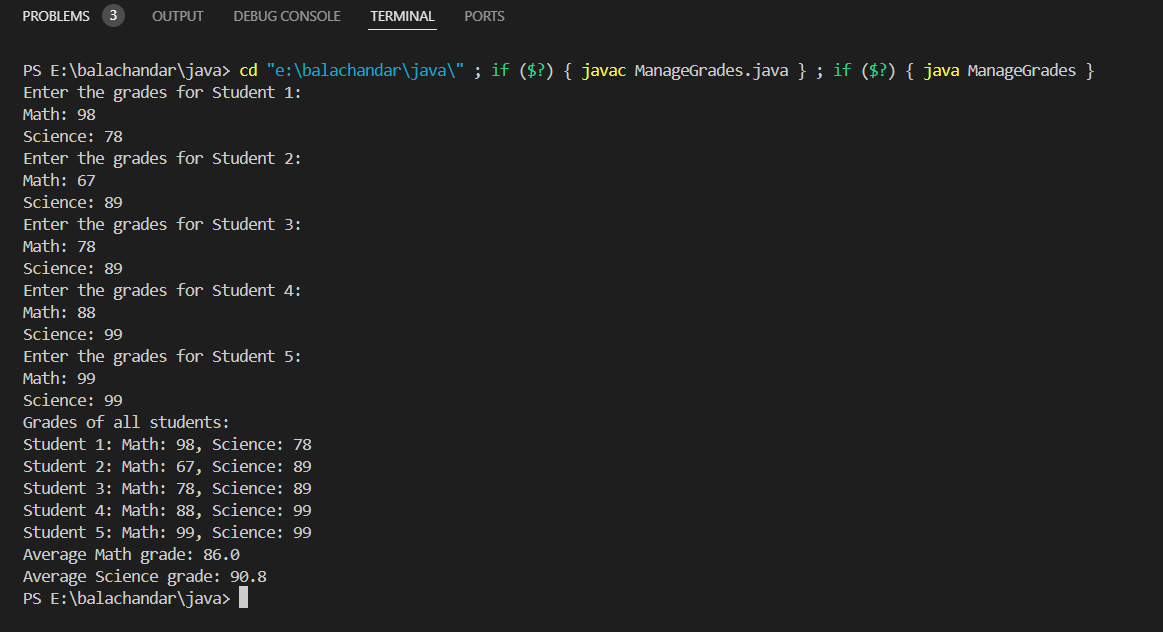 PROBLEMS 3 OUTPUT DEBUG CONSOLE TERMINAL PORTS
PS E:\balachandar\java> cd "e:\balachandar\java\" ; if ($?) { javac ManageGrades.java } ; if ($?) { java ManageGrades }
Enter the grades for Student 1:
Math: 98
Science: 78
Enter the grades for Student 2:
Math: 67
Science: 89
Enter the grades for Student 3:
Math: 78
Science: 89
Enter the grades for Student 4:
Math: 88
Science: 99
Enter the grades for Student 5:
Math: 99
Science: 99
Grades of all students:
Student 1: Math: 98, Science: 78
Student 2: Math: 67, Science: 89
Student 3: Math: 78, Science: 89
Student 4: Math: 88, Science: 99
Student 5: Math: 99, Science: 99
Average Math grade: 86.0
Average Science grade: 90.8
PS E:\balachandar\java>